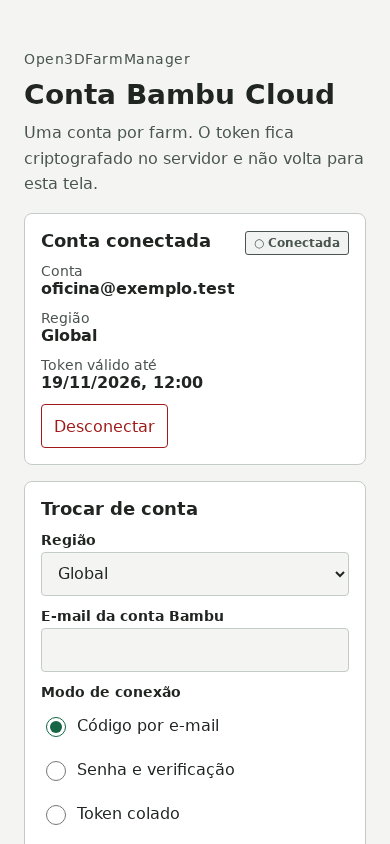 Open3DFarmManager
Conta Bambu Cloud
Uma conta por farm. O token fica
criptografado no servidor e não volta para
esta tela.
Conta conectada
Conectada
Conta
oficina@exemplo.test
Região
Global
Token válido até
19/11/2026, 12:00
Desconectar
Trocar de conta
Região
Global
E-mail da conta Bambu
Modo de conexão
Código por e-mail
Senha e verificação
Token colado